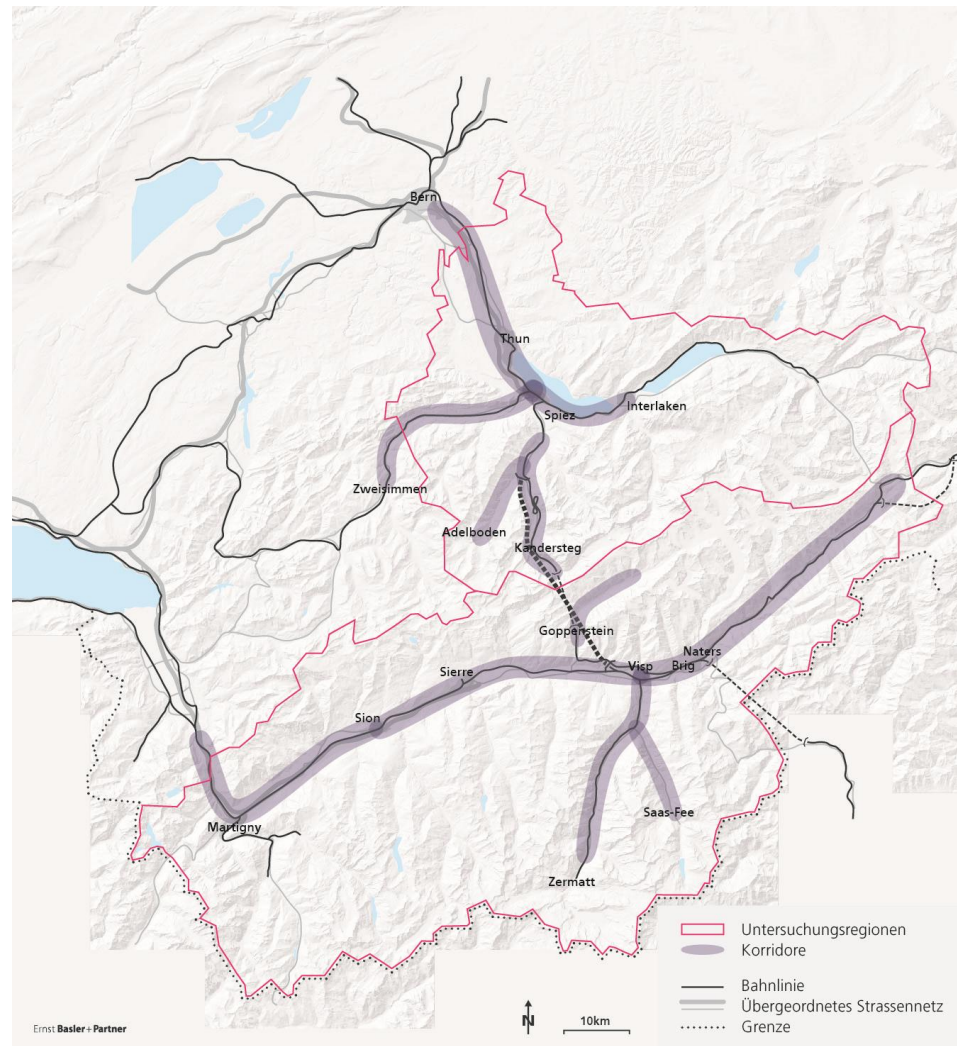 Bern
Thun
Spiez
Interlaken
Zweisimmen
Adelboden
Kandersteg
Goppenstein
Naters
Visp
Brig
Sierre
Sion
Saas-Fee
Martigny
Zermatt
Untersuchungsregionen
Korridore
Bahnlinie
Übergeordnetes Strassennetz
Grenze
N
10km
Ernst Basler+Partner